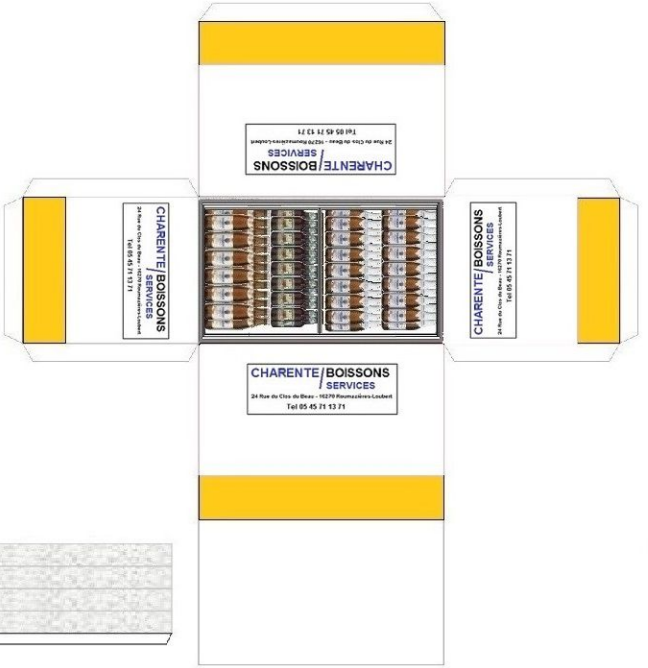 CHARENTE/BOISSONS
SERVICES
24 Rue du Clos du Beau - 16270 Roumazières-Loubert
Tel 05 45 71 13 71
CHARENTE/BOISSONS
SERVICES
24 Rue du Clos du Beau - 16270 Roumazières-Loubert
Tel 05 45 71 13 71
CHARENTE/BOISSONS
SERVICES
24 Rue du Clos du Beau - 16270 Roumazières-Loubert
Tel 05 45 71 13 71
CHARENTE/BOISSONS
SERVICES
24 Rue du Clos du Beau - 16270 Roumazières-Loubert
Tel 05 45 71 13 71